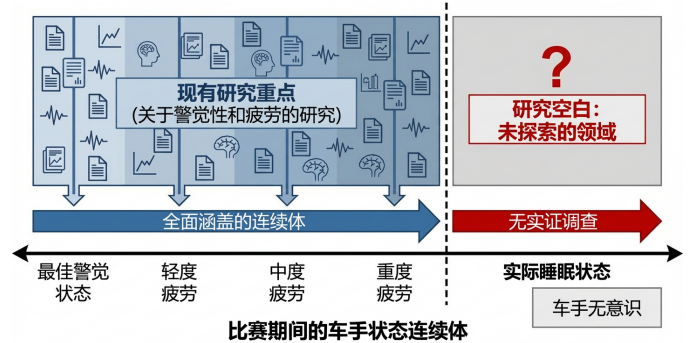 现有研究重点
(关于警觉性和疲劳的研究)
?
研究空白:
未探索的领域
全面涵盖的连续体
无实证调查
最佳警觉
状态
轻度
疲劳
中度
疲劳
重度
疲劳
实际睡眠状态
车手无意识
比赛期间的车手状态连续体